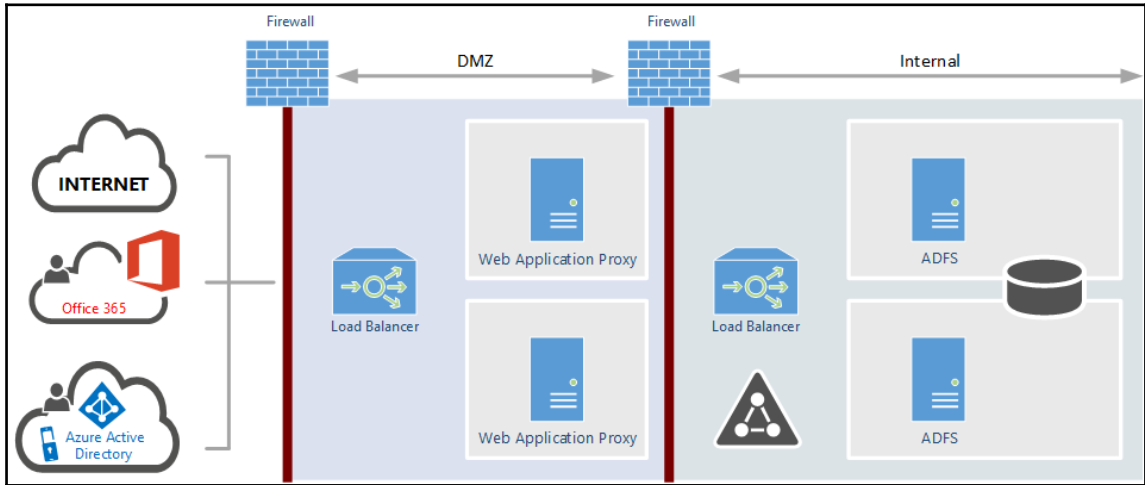 Firewall
Firewall
DMZ
Internal
INTERNET
Office 365
Azure Active
Directory
Load Balancer
Web Application Proxy
Web Application Proxy
Load Balancer
ADFS
ADFS